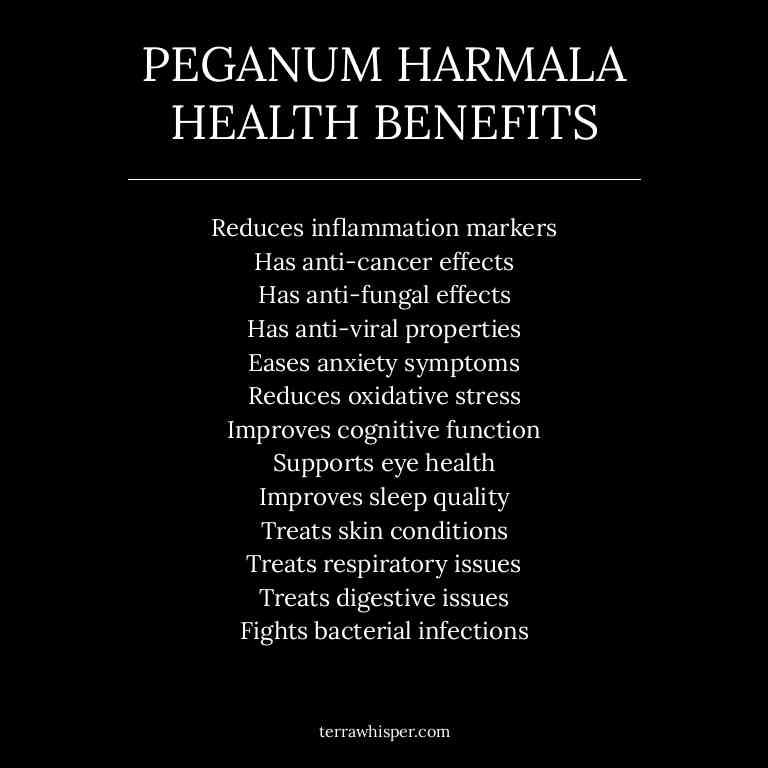 PEGANUM HARMALA
HEALTH BENEFITS
Reduces inflammation markers
Has anti-cancer effects
Has anti-fungal effects
Has anti-viral properties
Eases anxiety symptoms
Reduces oxidative stress
Improves cognitive function
Supports eye health
Improves sleep quality
Treats skin conditions
Treats respiratory issues
Treats digestive issues
Fights bacterial infections
terrawhisper.com